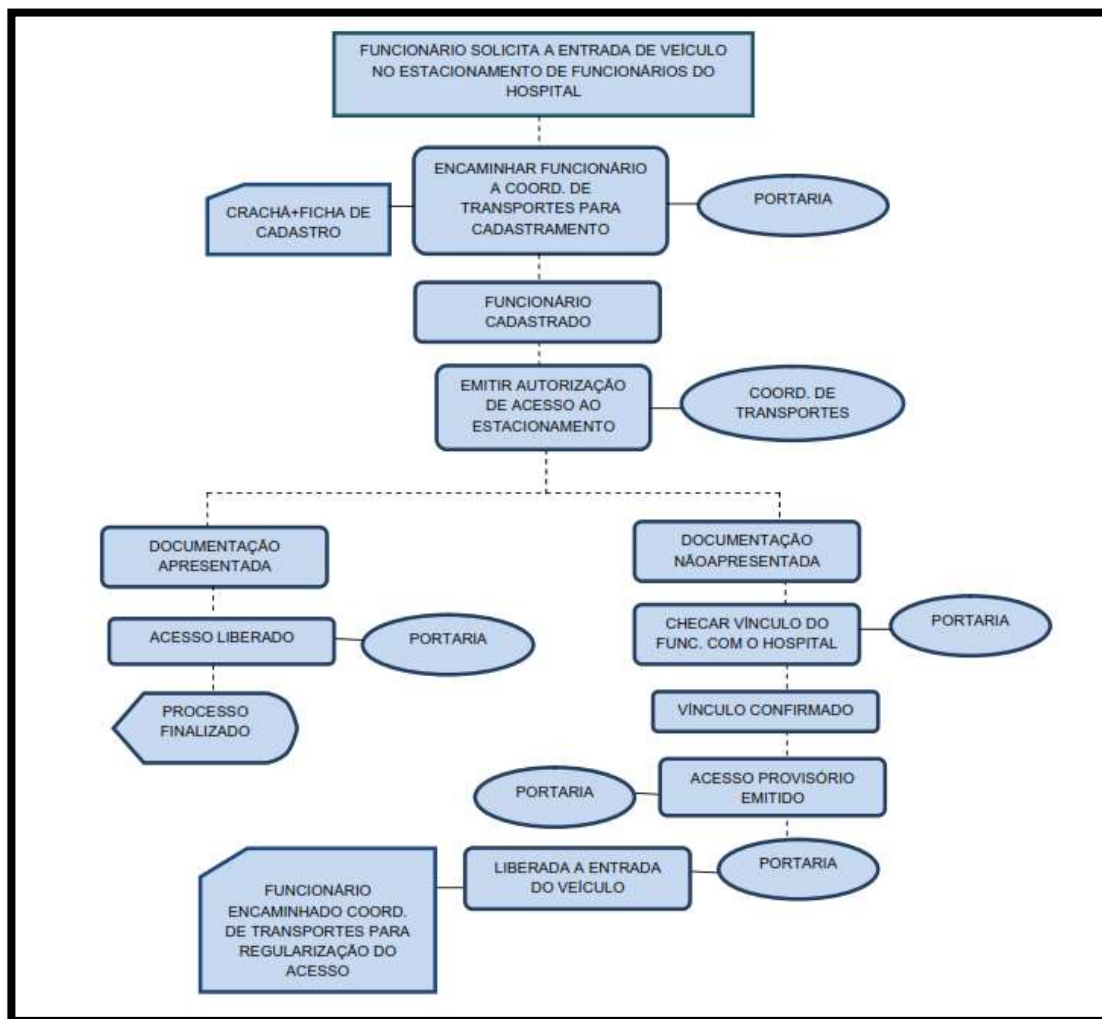 FUNCIONÁRIO SOLICITA A ENTRADA DE VEÍCULO
NO ESTACIONAMENTO DE FUNCIONÁRIOS DO
HOSPITAL
ENCAMINHAR FUNCIONÁRIO
A COORD. DE
TRANSPORTES PARA
CADASTRAMENTO
CRACHÁ+FICHA DE
CADASTRO
PORTARIA
FUNCIONÁRIO
CADASTRADO
EMITIR AUTORIZAÇÃO
DE ACESSO AO
ESTACIONAMENTO
COORD. DE
TRANSPORTES
DOCUMENTAÇÃO
APRESENTADA
DOCUMENTAÇÃO
NÃOAPRESENTADA
ACESSO LIBERADO
PORTARIA
CHECAR VÍNCULO DO
FUNC. COM O HOSPITAL
PORTARIA
PROCESSO
FINALIZADO
VÍNCULO CONFIRMADO
PORTARIA
ACESSO PROVISÓRIO
EMITIDO
LIBERADA A ENTRADA
DO VEÍCULO
PORTARIA
FUNCIONÁRIO
ENCAMINHADO COORD.
DE TRANSPORTES PARA
REGULARIZAÇÃO DO
ACESSO